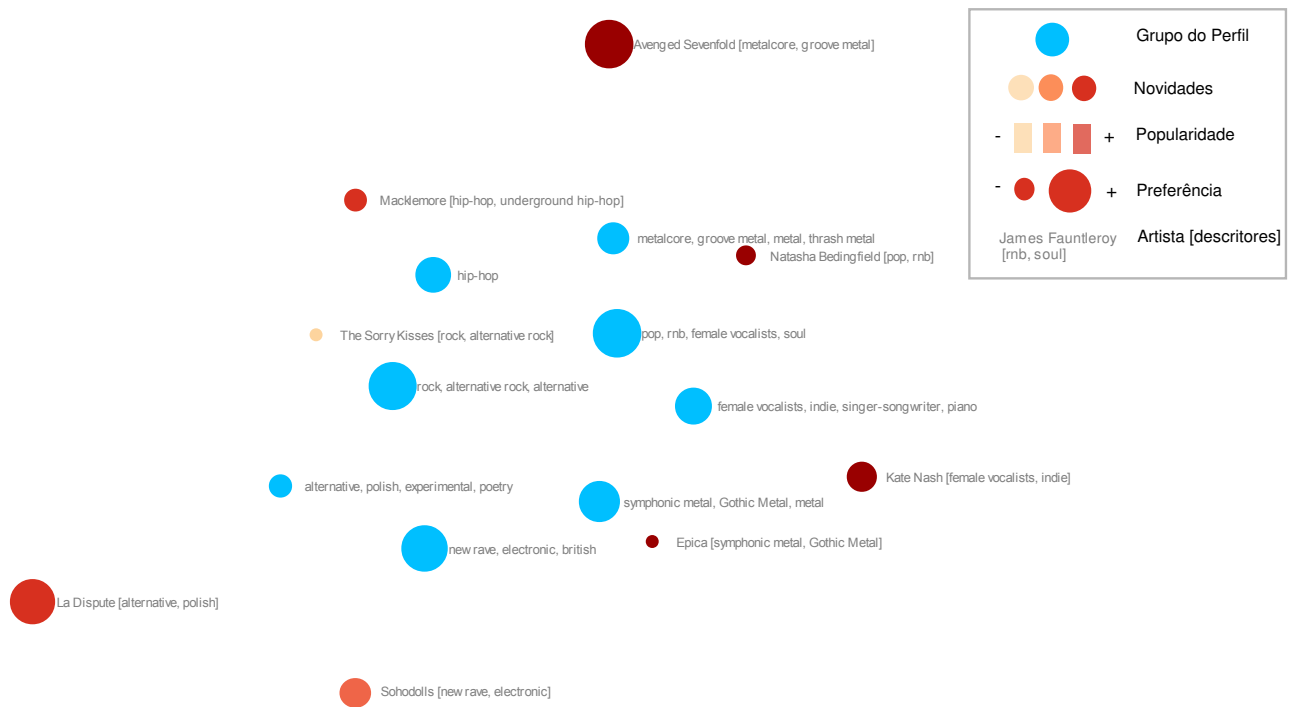 Avenged Sevenfold [metalcore, groove metal]
Macklemore [hip-hop, underground hip-hop]
metalcore, groove metal, metal, thrash metal
Natasha Bedingfield [pop, rnb]
hip-hop
The Sorry Kisses [rock, alternative rock]
pop, rnb, female vocalists, soul
rock, alternative rock, alternative
female vocalists, indie, singer-songwriter, piano
Kate Nash [female vocalists, indie]
alternative, polish, experimental, poetry
symphonic metal, Gothic Metal, metal
Epica [symphonic metal, Gothic Metal]
new rave, electronic, british
La Dispute [alternative, polish]
Sohodolls [new rave, electronic]
Grupo do Perfil
Novidades
- + Popularidade
- + Preferência
James Fauntleroy
[rnb, soul]
Artista [descritores]